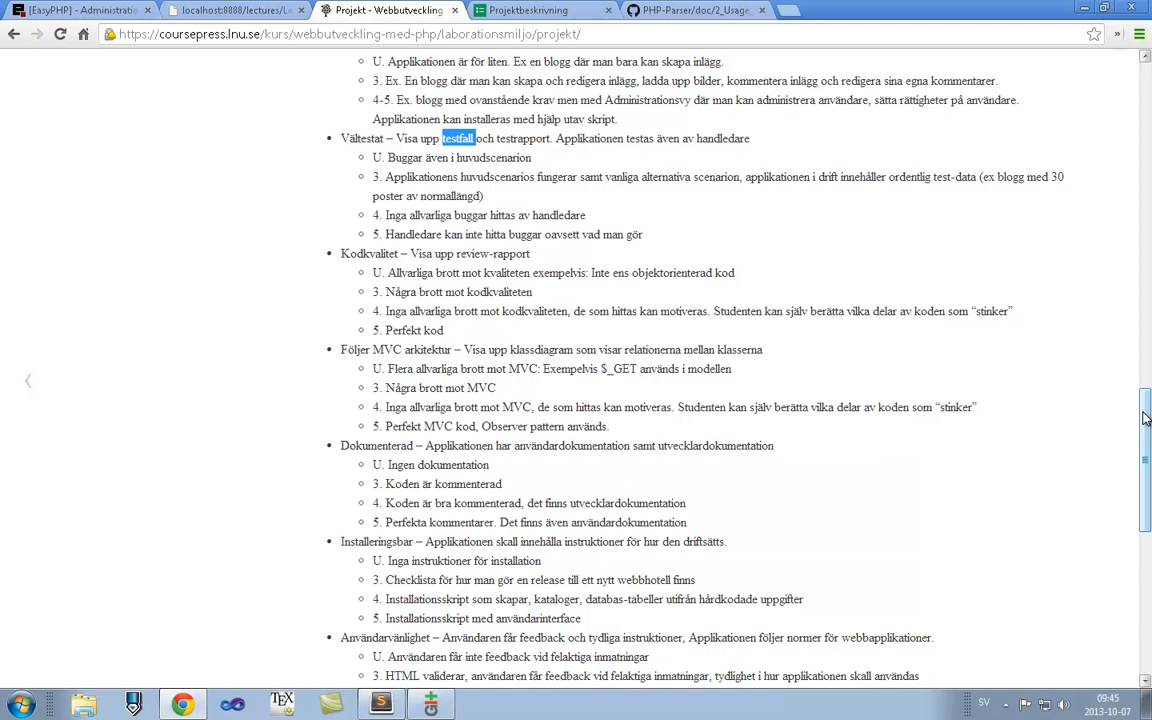 [EasyPHP] - Administratio
localhost:8888/lectures/Le
Projekt - Webbutveckling
Projektbeskrivning
PHP-Parser/doc/2_Usage_
https://coursepress.lnu.se/kurs/webbutveckling-med-php/laborationsmiljo/projekt/
U. Applikationen är för liten. Ex en blogg där man bara kan skapa inlägg.
3. Ex. En blogg där man kan skapa och redigera inlägg, ladda upp bilder, kommentera inlägg och redigera sina egna kommentarer.
4-5. Ex. blogg med ovanstående krav men med Administrationsvy där man kan administrera användare, sätta rättigheter på användare.
Applikationen kan installeras med hjälp utav skript.
Vältestat – Visa upp testfall och testrapport. Applikationen testas även av handledare
U. Buggar även i huvudscenarion
3. Applikationens huvudscenarios fungerar samt vanliga alternativa scenarion, applikationen i drift innehåller ordentlig test-data (ex blogg med 30
poster av normallängd)
4. Inga allvarliga buggar hittas av handledare
5. Handledare kan inte hitta buggar oavsett vad man gör
Kodkvalitet – Visa upp review-rapport
U. Allvarliga brott mot kvaliteten exempelvis: Inte ens objektorienterad kod
3. Några brott mot kodkvaliteten
4. Inga allvarliga brott mot kodkvaliteten, de som hittas kan motiveras. Studenten kan själv berätta vilka delar av koden som “stinker”
5. Perfekt kod
Följer MVC arkitektur – Visa upp klassdiagram som visar relationerna mellan klasserna
U. Flera allvarliga brott mot MVC: Exempelvis $_GET används i modellen
3. Några brott mot MVC
4. Inga allvarliga brott mot MVC, de som hittas kan motiveras. Studenten kan själv berätta vilka delar av koden som “stinker”
5. Perfekt MVC kod, Observer pattern används.
Dokumenterad – Applikationen har användardokumentation samt utvecklardokumentation
U. Ingen dokumentation
3. Koden är kommenterad
4. Koden är bra kommenterad, det finns utvecklardokumentation
5. Perfekta kommentarer. Det finns även användardokumentation
Installeringsbar – Applikationen skall innehålla instruktioner för hur den driftsätts.
U. Inga instruktioner för installation
3. Checklista för hur man gör en release till ett nytt webbhotell finns
4. Installationsskript som skapar, kataloger, databas-tabeller utifrån hårdkodade uppgifter
5. Installationsskript med användarinterface
Användarvänlighet – Användaren får feedback och tydliga instruktioner, Applikationen följer normer för webbapplikationer.
U. Användaren får inte feedback vid felaktiga inmatningar
3. HTML validerar, användaren får feedback vid felaktiga inmatningar, tydlighet i hur applikationen skall användas
TEX
SV
09:45
2013-10-07